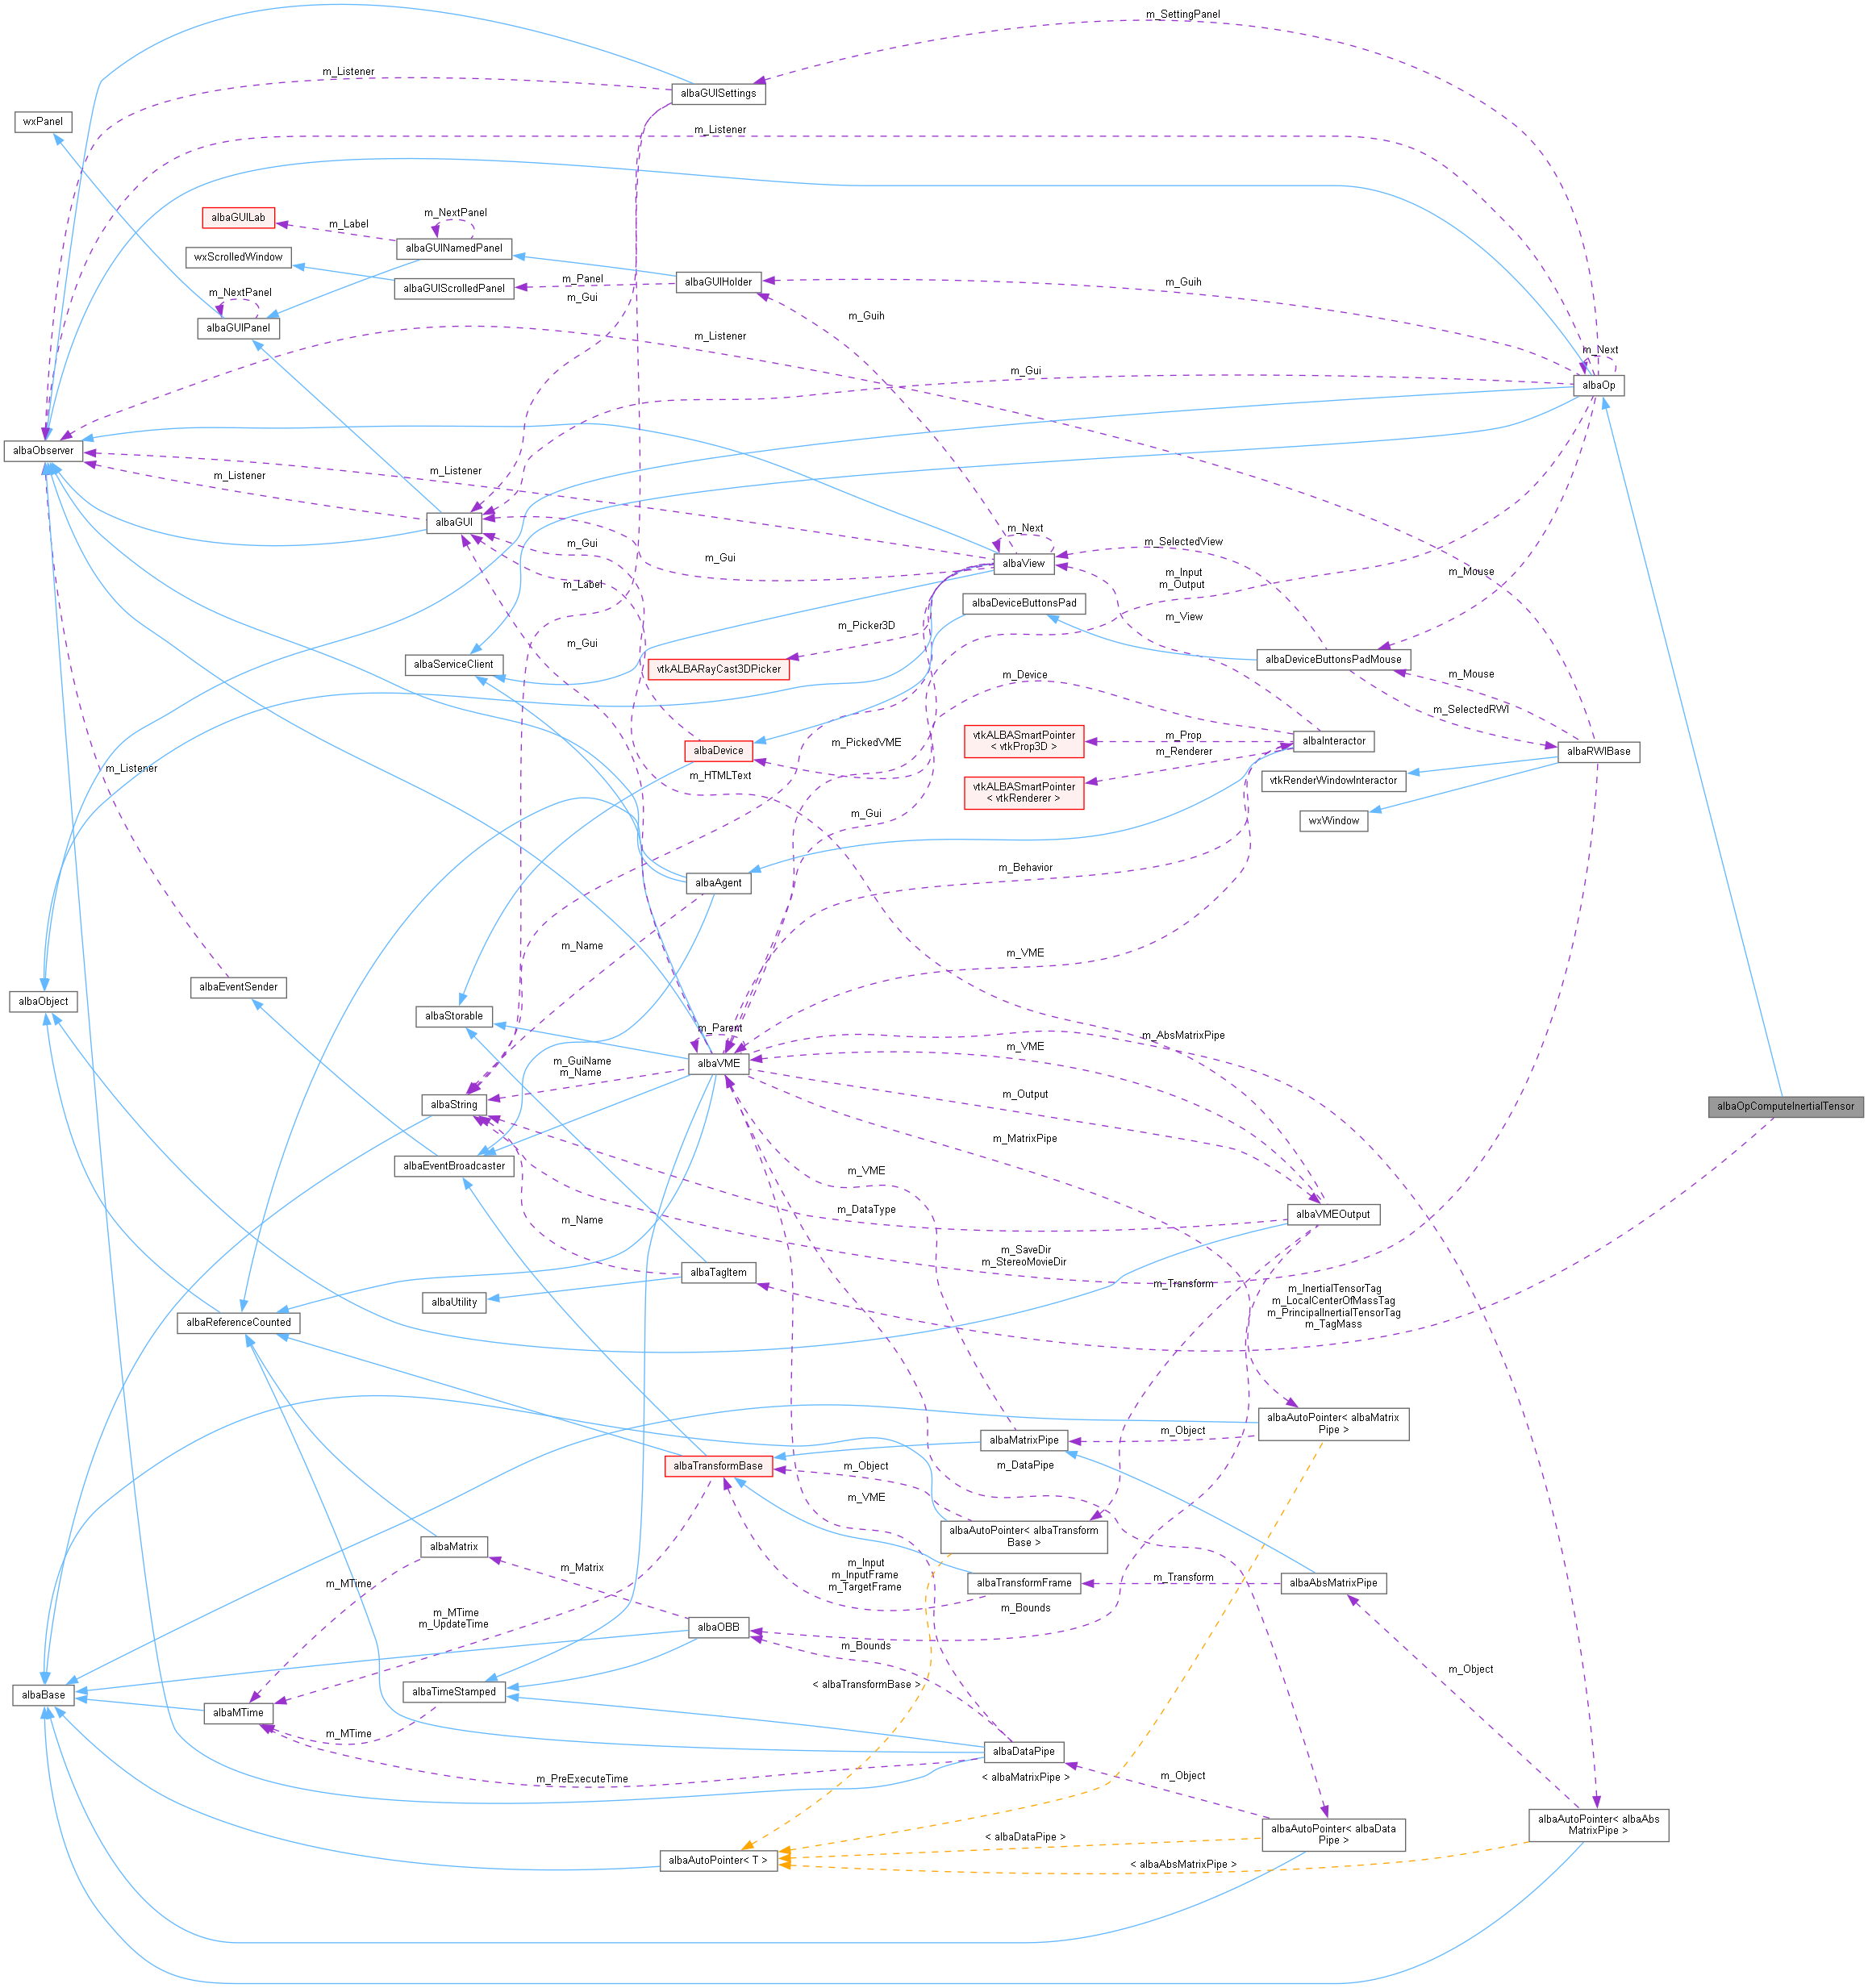 m_SettingPanel
m_Listener
albaGUISettings
wxPanel
m_Listener
albaGUILab
m_Label
m_NextPanel
albaGUINamedPanel
wxScrolledWindow
albaGUIScrolledPanel
m_Panel
albaGUIHolder
m_Guih
m_NextPanel
albaGUIPanel
m_Gui
m_Guih
m_Listener
m_Next
albaOp
m_Gui
albaObserver
m_Listener
m_Listener
albaGUI
m_Gui
m_Label
m_Gui
m_Next
albaView
m_SelectedView
m_Input
m_Output
m_Mouse
albaDeviceButtonsPad
m_View
m_Picker3D
m_Gui
albaServiceClient
vtkALBARayCast3DPicker
albaDeviceButtonsPadMouse
m_Device
m_Mouse
m_SelectedRWI
albaDevice
m_PickedVME
vtkALBASmartPointer
< vtkProp3D >
m_Prop
m_Renderer
albaInteractor
albaRWIBase
m_Listener
m_HTMLText
vtkALBASmartPointer
< vtkRenderer >
vtkRenderWindowInteractor
wxWindow
m_Gui
m_Behavior
albaAgent
m_Name
m_VME
albaEventSender
albaObject
albaStorable
m_Parent
m_AbsMatrixPipe
m_VME
albaVME
m_GuiName
m_Name
m_Output
albaString
albaOpComputeInertialTensor
m_MatrixPipe
albaEventBroadcaster
m_VME
m_DataType
albaVMEOutput
m_Name
m_SaveDir
m_StereoMovieDir
albaTagItem
m_Transform
m_InertialTensorTag
m_LocalCenterOfMassTag
m_PrincipalInertialTensorTag
m_TagMass
albaUtility
albaReferenceCounted
albaAutoPointer< albaMatrix
Pipe >
m_Object
albaMatrixPipe
albaTransformBase
m_Object
m_DataPipe
m_VME
albaAutoPointer< albaTransform
Base >
albaMatrix
m_Matrix
m_MTime
m_Input
m_InputFrame
m_TargetFrame
albaTransformFrame
m_Transform
albaAbsMatrixPipe
m_MTime
m_UpdateTime
albaOBB
m_Bounds
m_Bounds
m_Object
albaBase
albaTimeStamped
< albaTransformBase >
albaMTime
m_MTime
albaDataPipe
m_PreExecuteTime
< albaMatrixPipe >
m_Object
albaAutoPointer< albaAbs
MatrixPipe >
albaAutoPointer< albaData
Pipe >
< albaDataPipe >
albaAutoPointer< T >
< albaAbsMatrixPipe >